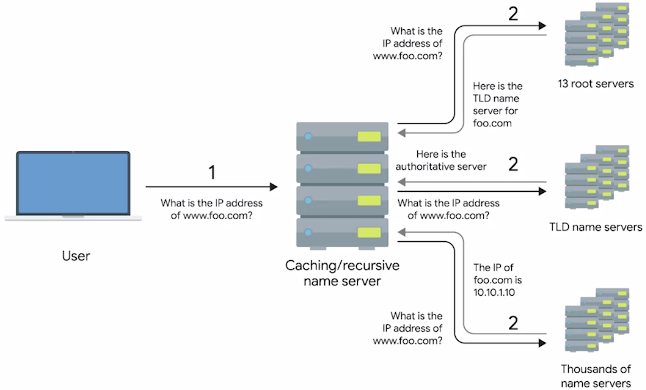 2
What is the
IP address of
www.foo.com?
13 root servers
Here is the
TLD name
server for
foo.com
1
What is the IP address
of www.foo.com?
User
Caching/recursive
name server
Here is the
authoritative server
2
What is the IP address
of www.foo.com?
TLD name servers
The IP of
foo.com is
10.10.1.10
What is the
IP address of
www.foo.com?
2
Thousands of
name servers